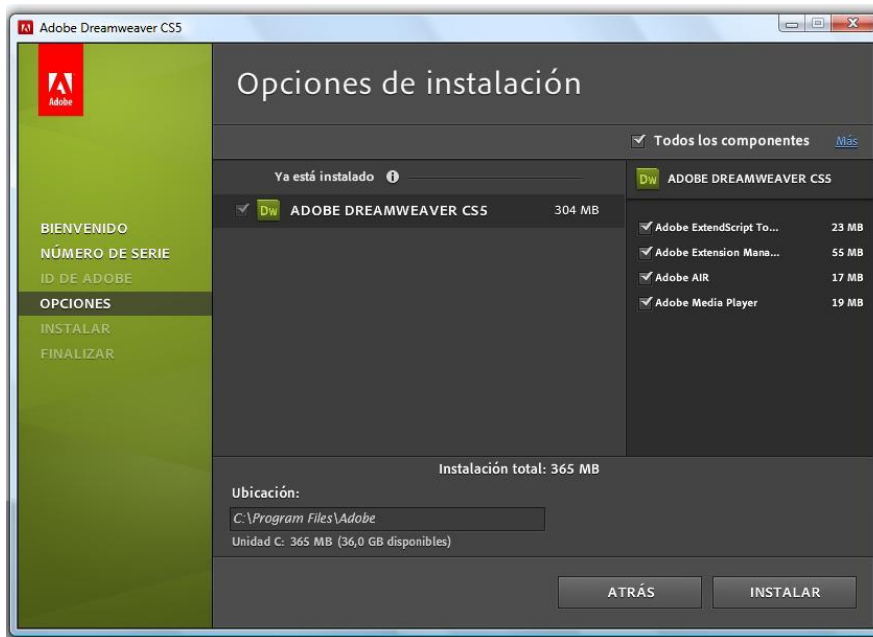 Adobe Dreamweaver CS5
Adobe
Opciones de instalación
Todos los componentes Más
Ya está instalado
Dw ADOBE DREAMWEAVER CS5 304 MB
Dw ADOBE DREAMWEAVER CS5
Adobe ExtendScript To... 23 MB
Adobe Extension Mana... 55 MB
Adobe AIR 17 MB
Adobe Media Player 19 MB
BIENVENIDO
NÚMERO DE SERIE
ID DE ADOBE
OPCIONES
INSTALAR
FINALIZAR
Instalación total: 365 MB
Ubicación:
C:\Program Files\Adobe
Unidad C: 365 MB (36,0 GB disponibles)
ATRÁS
INSTALAR